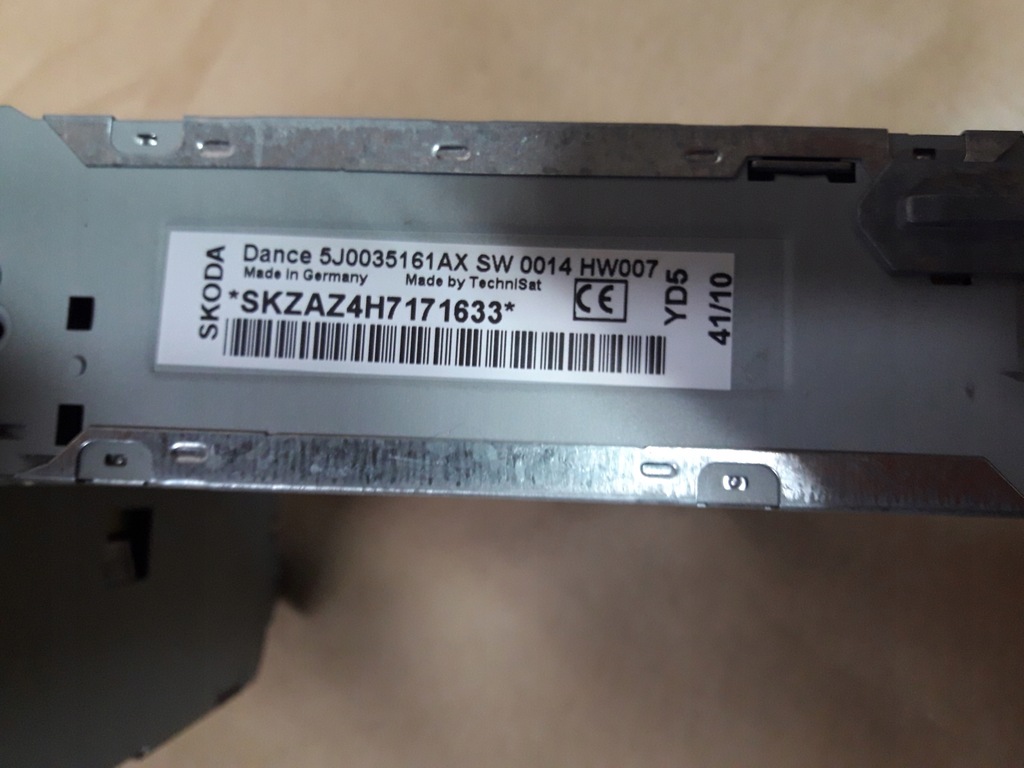 SKODA
Dance 5J0035161AX SW 0014 HW007
Made in Germany Made by TechniSat
*SKZAZ4H7171633*
CE
YD5
41/10